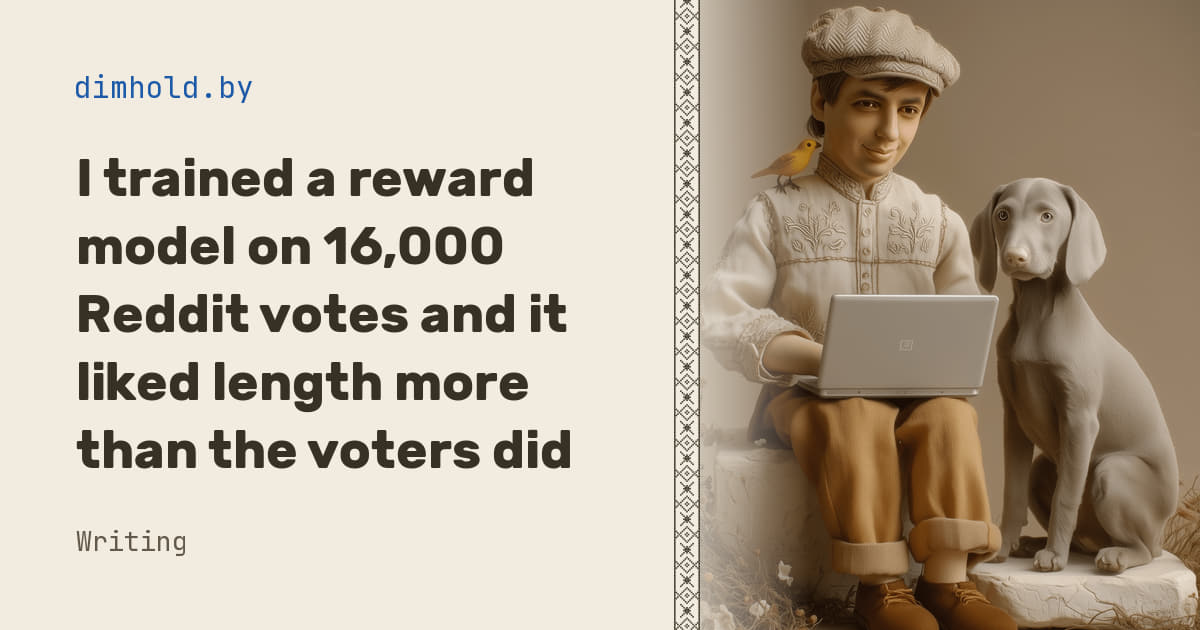 dimhold.by
I trained a reward
model on 16,000
Reddit votes and it
liked length more
than the voters did
Writing